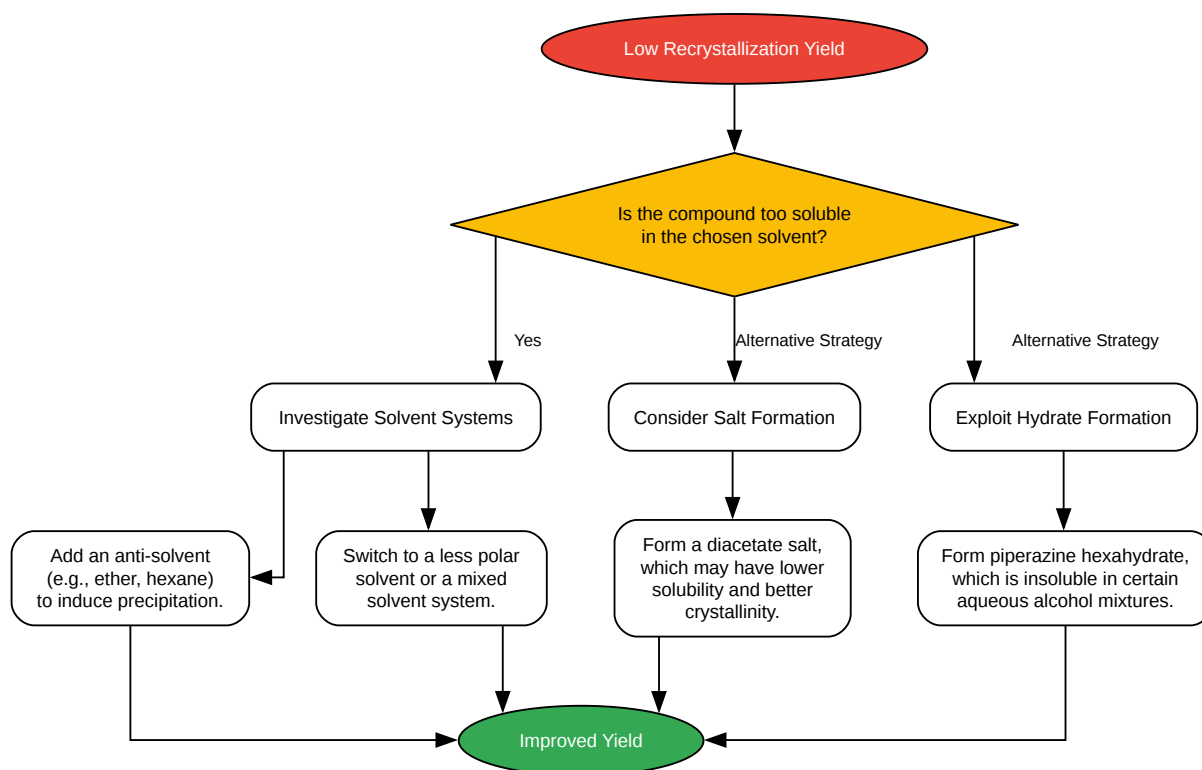 Low Recrystallization Yield
Is the compound too soluble
in the chosen solvent?
Yes
Alternative Strategy
Alternative Strategy
Investigate Solvent Systems
Consider Salt Formation
Exploit Hydrate Formation
Add an anti-solvent
(e.g., ether, hexane)
to induce precipitation.
Switch to a less polar
solvent or a mixed
solvent system.
Form a diacetate salt,
which may have lower
solubility and better
crystallinity.
Form piperazine hexahydrate,
which is insoluble in certain
aqueous alcohol mixtures.
Improved Yield